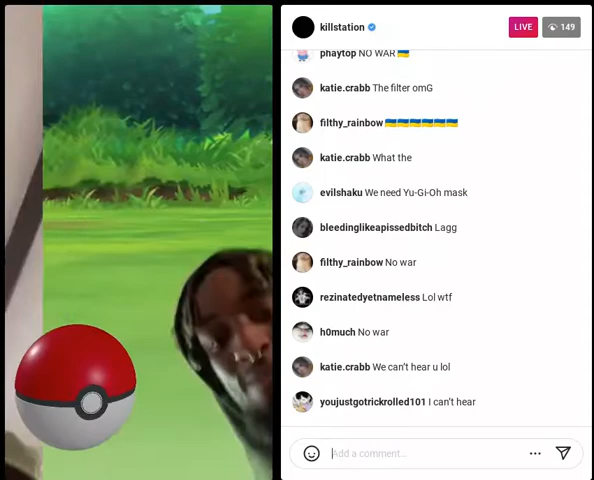 killstation LIVE 149
phaytop NO WAR 🇺🇦
katie.crabb The filter omG
filthy_rainbow 🇺🇦🇺🇦🇺🇦🇺🇦🇺🇦🇺🇦
katie.crabb What the
evilshaku We need Yu-Gi-Oh mask
bleedinglikeapissedbitch Lagg
filthy_rainbow No war
rezinatedyetnameless Lol wtf
h0much No war
katie.crabb We can't hear u lol
youjustgotrickrolled101 I can't hear
Add a comment...